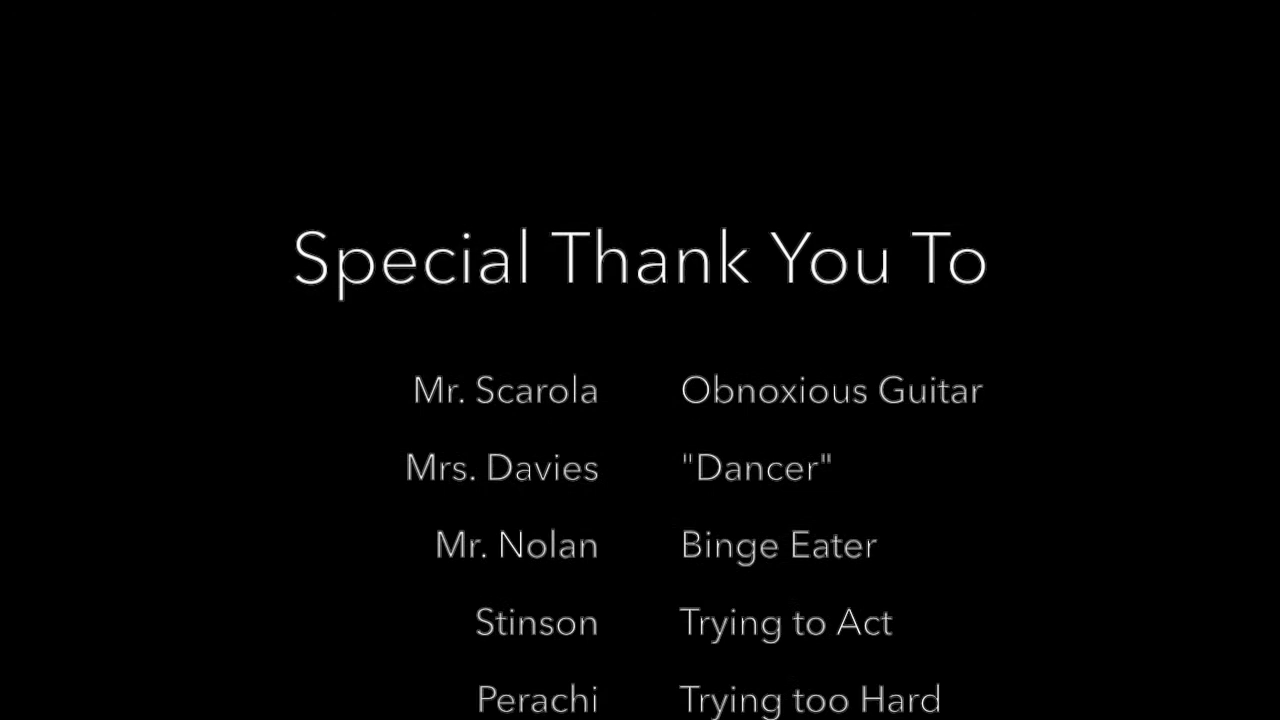 Special Thank You To
Mr. Scarola Obnoxious Guitar
Mrs. Davies "Dancer"
Mr. Nolan Binge Eater
Stinson Trying to Act
Perachi Trying too Hard